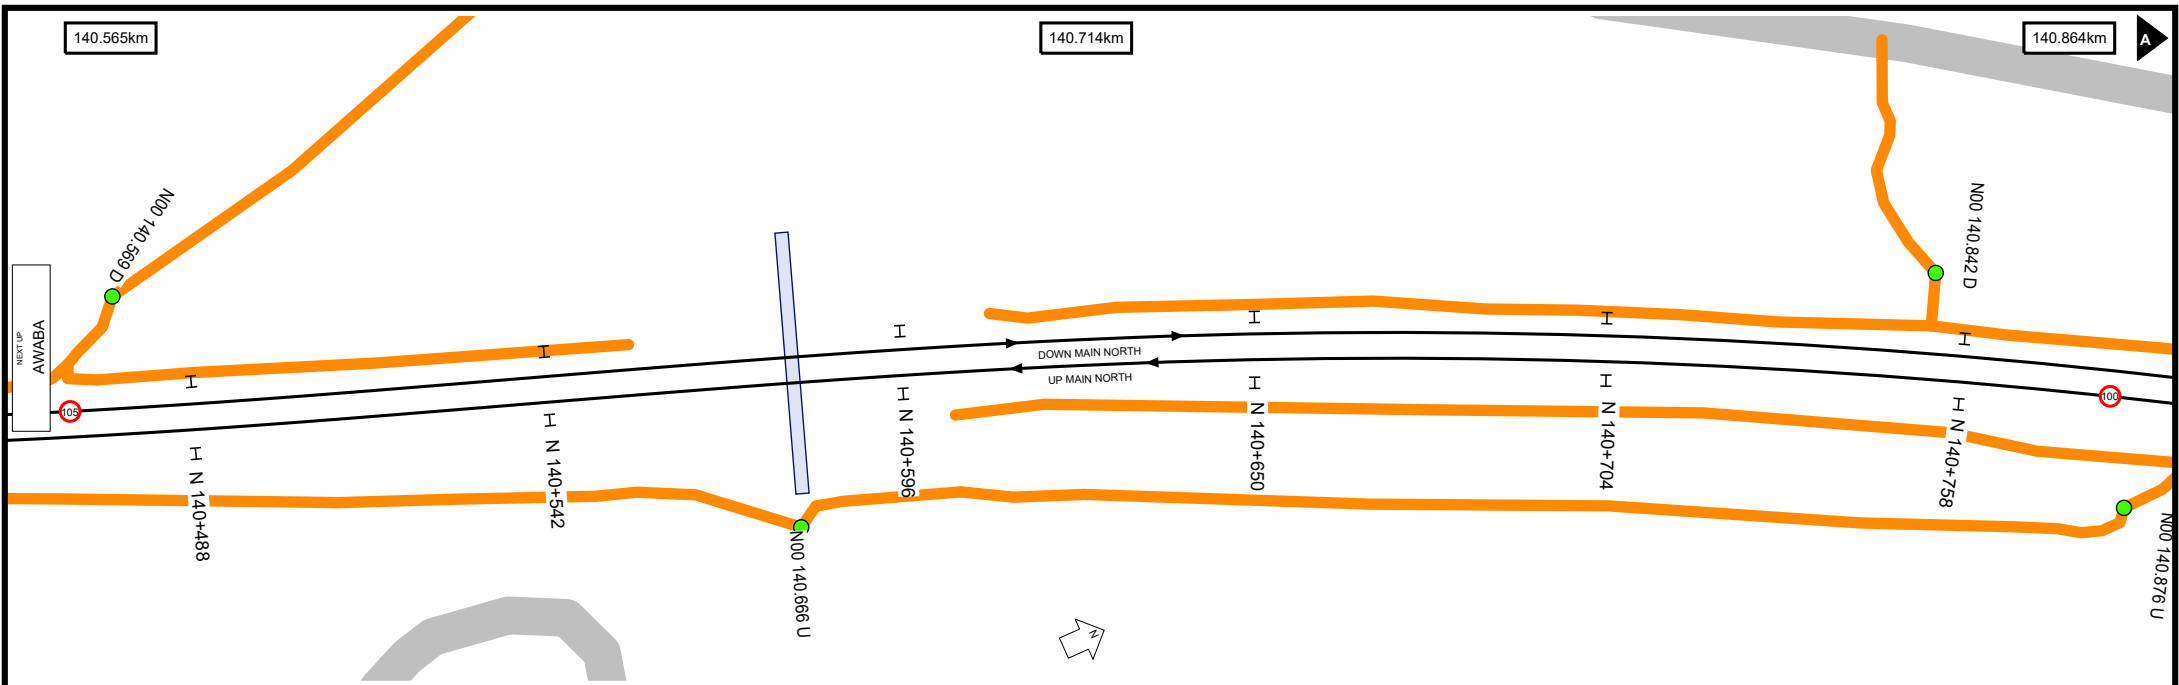 140.565km
140.714km
140.864km
A
N00 140.569 D
N00 140.842 D
NEXT UP
AWABA
105
DOWN MAIN NORTH
UP MAIN NORTH
100
H
H
H
H
H
H
H N 140+488
H N 140+542
H N 140+596
H N 140+650
H N 140+704
H N 140+758
N00 140.666 U
N00 140.876 U
N